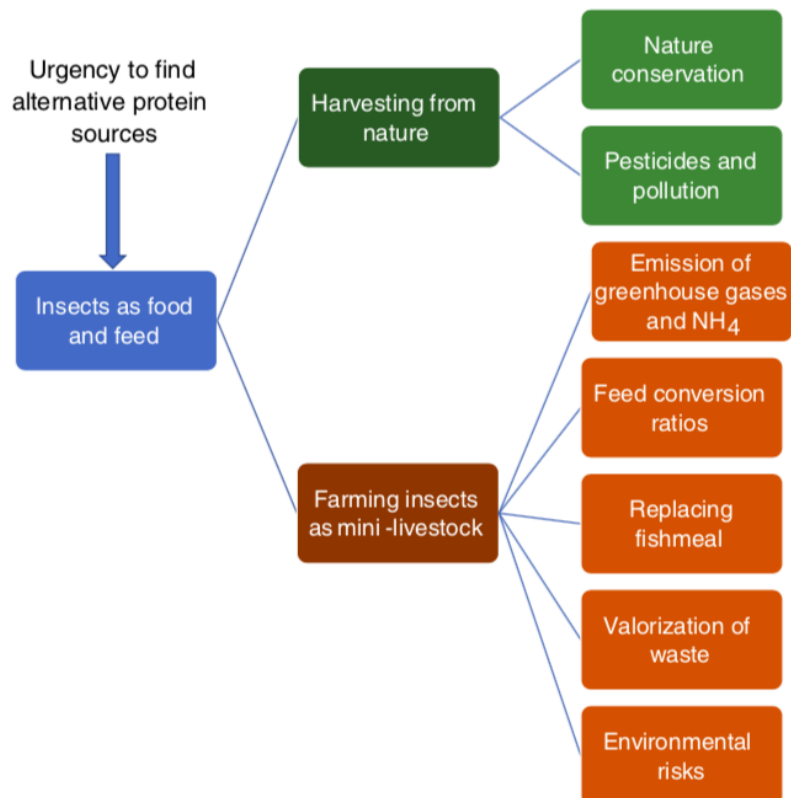 Urgency to find
alternative protein
sources
Insects as food
and feed
Harvesting from
nature
Farming insects
as mini -livestock
Nature
conservation
Pesticides and
pollution
Emission of
greenhouse gases
and NH₄
Feed conversion
ratios
Replacing
fishmeal
Valorization of
waste
Environmental
risks